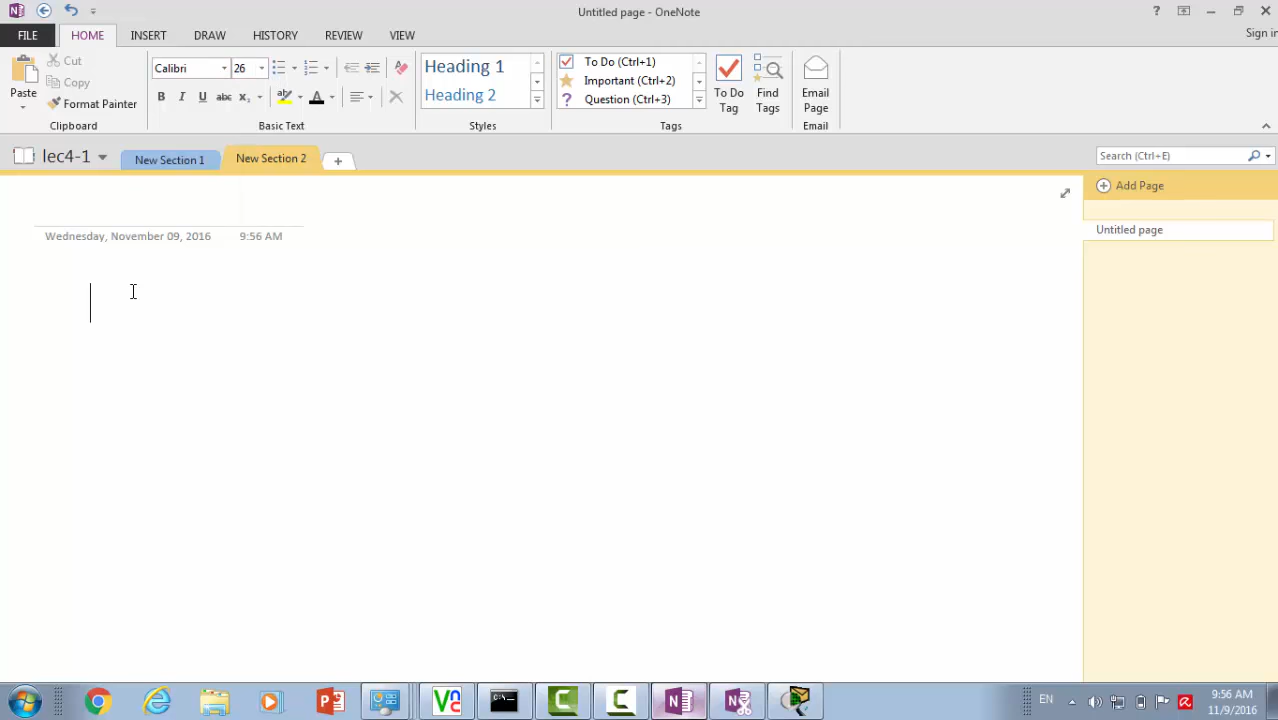 Untitled page - OneNote
?
FILE HOME INSERT DRAW HISTORY REVIEW VIEW
Sign in
Paste
Cut
Copy
Format Painter
Clipboard
Calibri 26
B I U abc X₂ A
Basic Text
Heading 1
Heading 2
Styles
To Do (Ctrl+1)
Important (Ctrl+2)
Question (Ctrl+3)
To Do Tag
Find Tags
Tags
Email Page
Email
lec4-1 New Section 1 New Section 2
Search (Ctrl+E)
Add Page
Untitled page
Wednesday, November 09, 2016 9:56 AM
EN
9:56 AM
11/9/2016